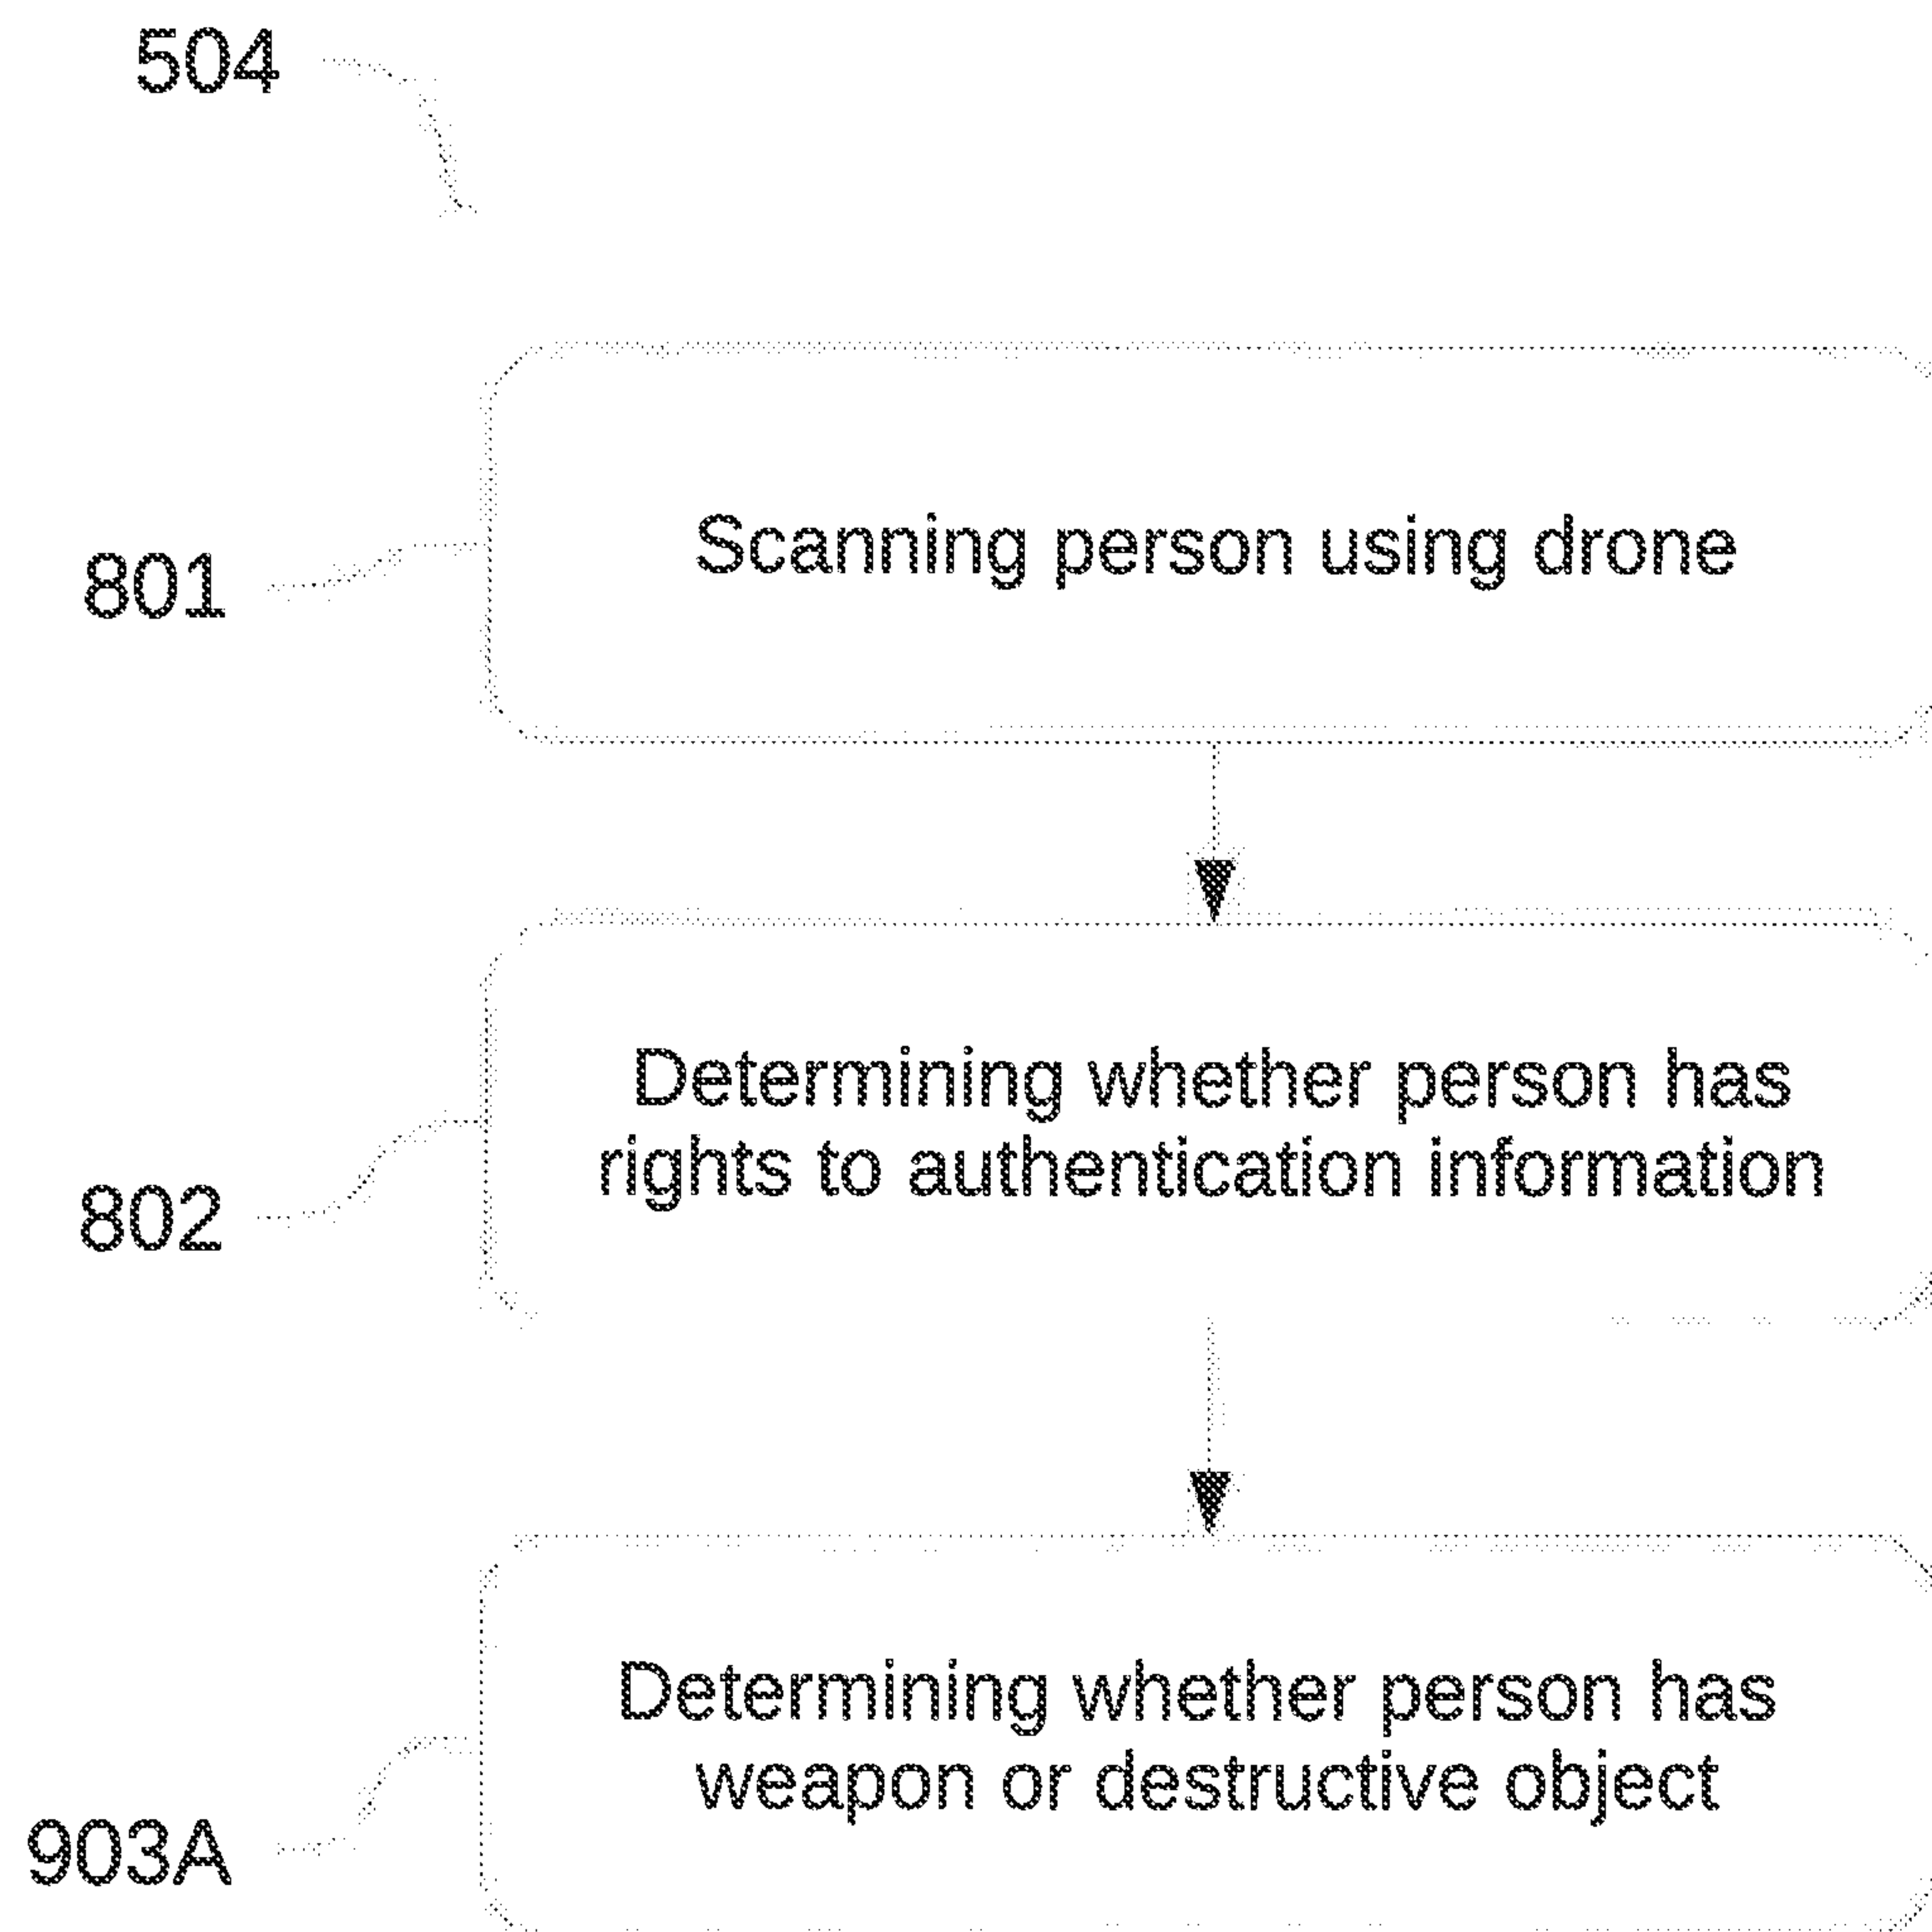 504
801
Scanning person using drone
802
Determining whether person has
rights to authentication information
903A
Determining whether person has
weapon or destructive object